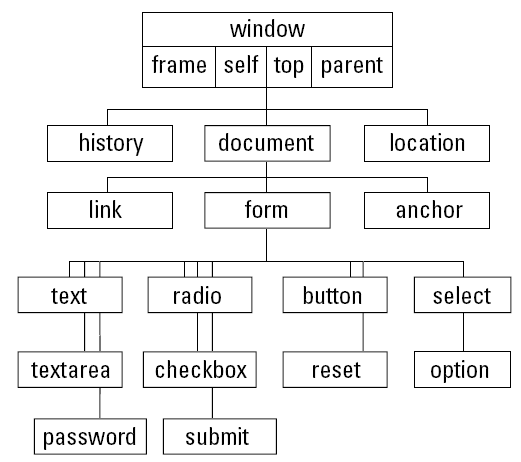 window
frame self top parent
history document location
link form anchor
text radio button select
textarea checkbox reset option
password submit